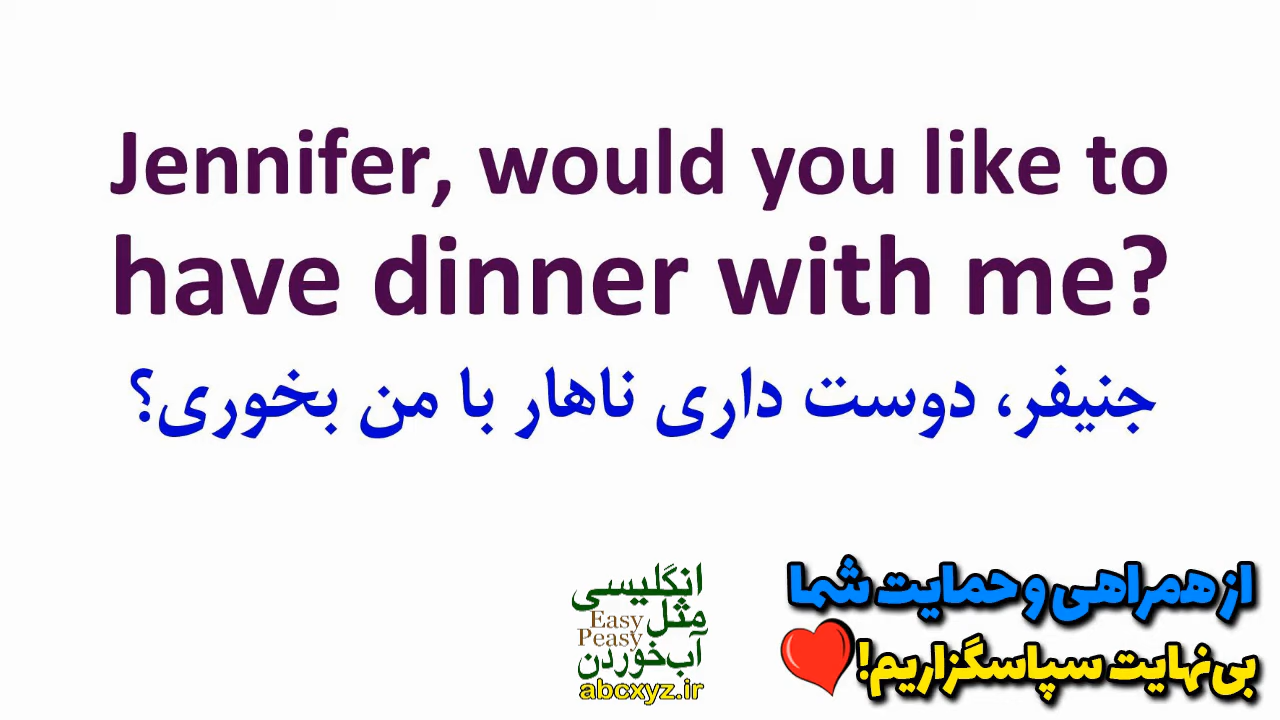 Jennifer, would you like to
have dinner with me?
جنیفر، دوست داری ناهار با من بخوری؟
انگلیسی
مثل
Easy
Peasy
آب‌خوردن
abcxyz.ir
از همراهی و حمایت شما
بی‌نهایت سپاسگزاریم!